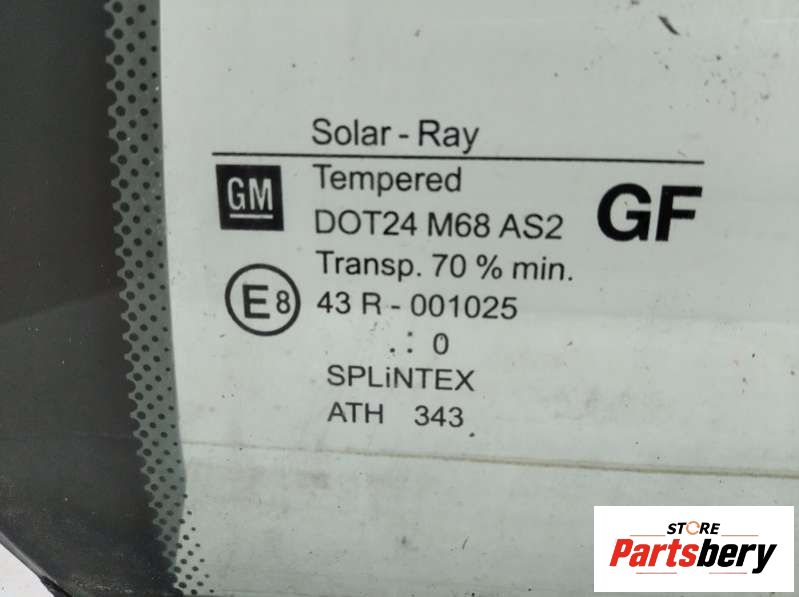 Solar - Ray
GM
Tempered
DOT24 M68 AS2
GF
Transp. 70 % min.
E8
43 R - 001025
.: 0
SPLiNTEX
ATH 343
STORE
Partsbery